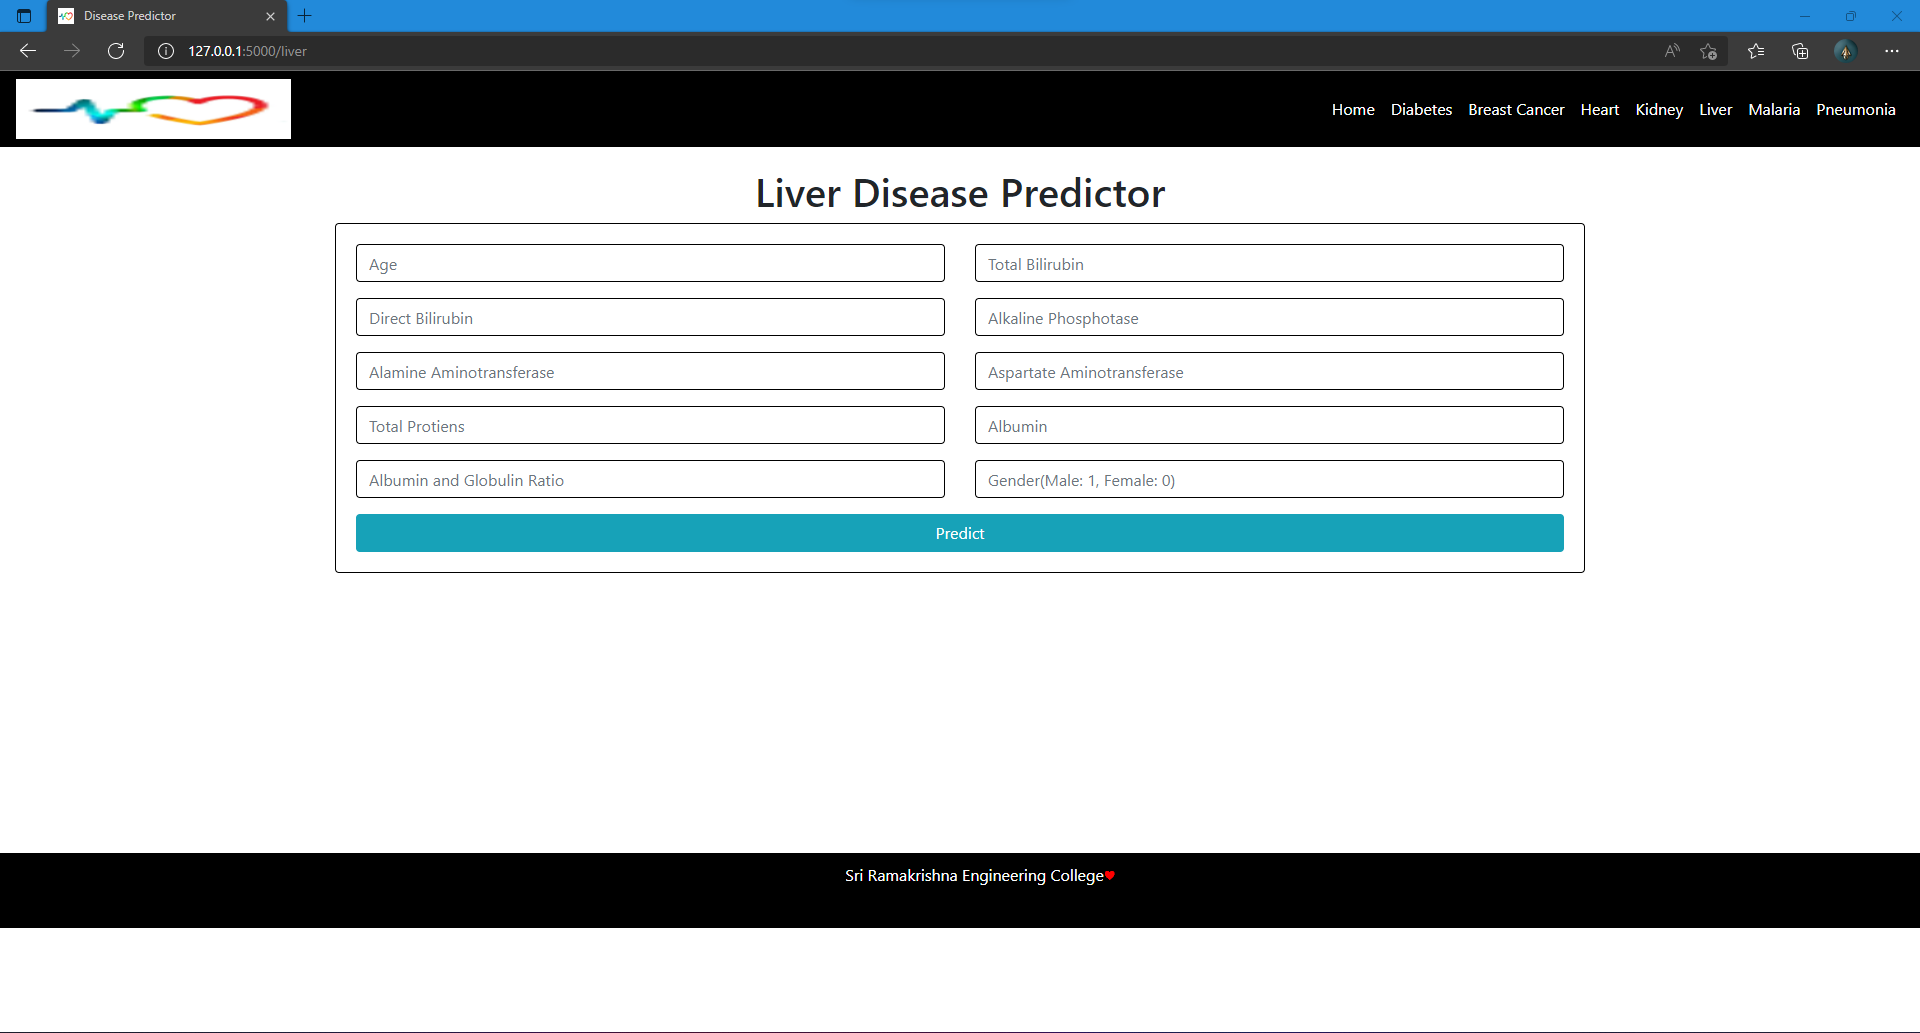 Disease Predictor
127.0.0.1:5000/liver
Home Diabetes Breast Cancer Heart Kidney Liver Malaria Pneumonia
Liver Disease Predictor
Age
Total Bilirubin
Direct Bilirubin
Alkaline Phosphotase
Alamine Aminotransferase
Aspartate Aminotransferase
Total Protiens
Albumin
Albumin and Globulin Ratio
Gender(Male: 1, Female: 0)
Predict
Sri Ramakrishna Engineering College♥